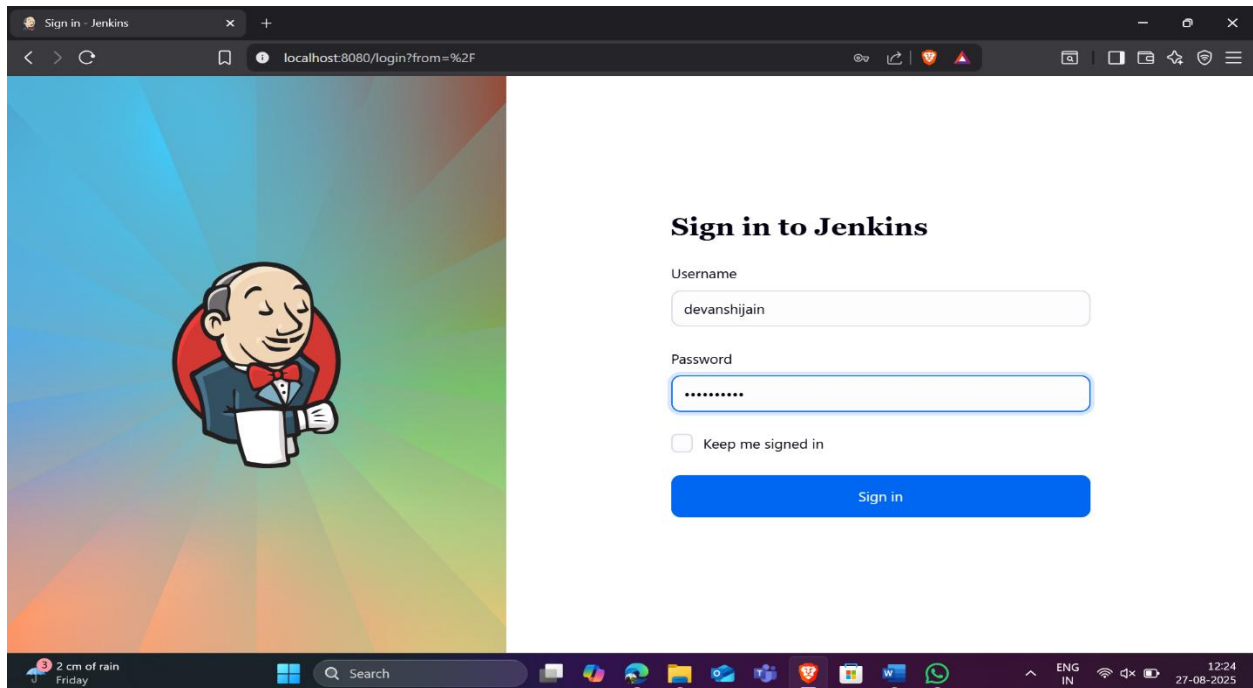 Sign in - Jenkins
localhost:8080/login?from=%2F
Sign in to Jenkins
Username
devanshijain
Password
••••••••••
Keep me signed in
Sign in
3
2 cm of rain
Friday
Search
ENG
IN
12:24
27-08-2025